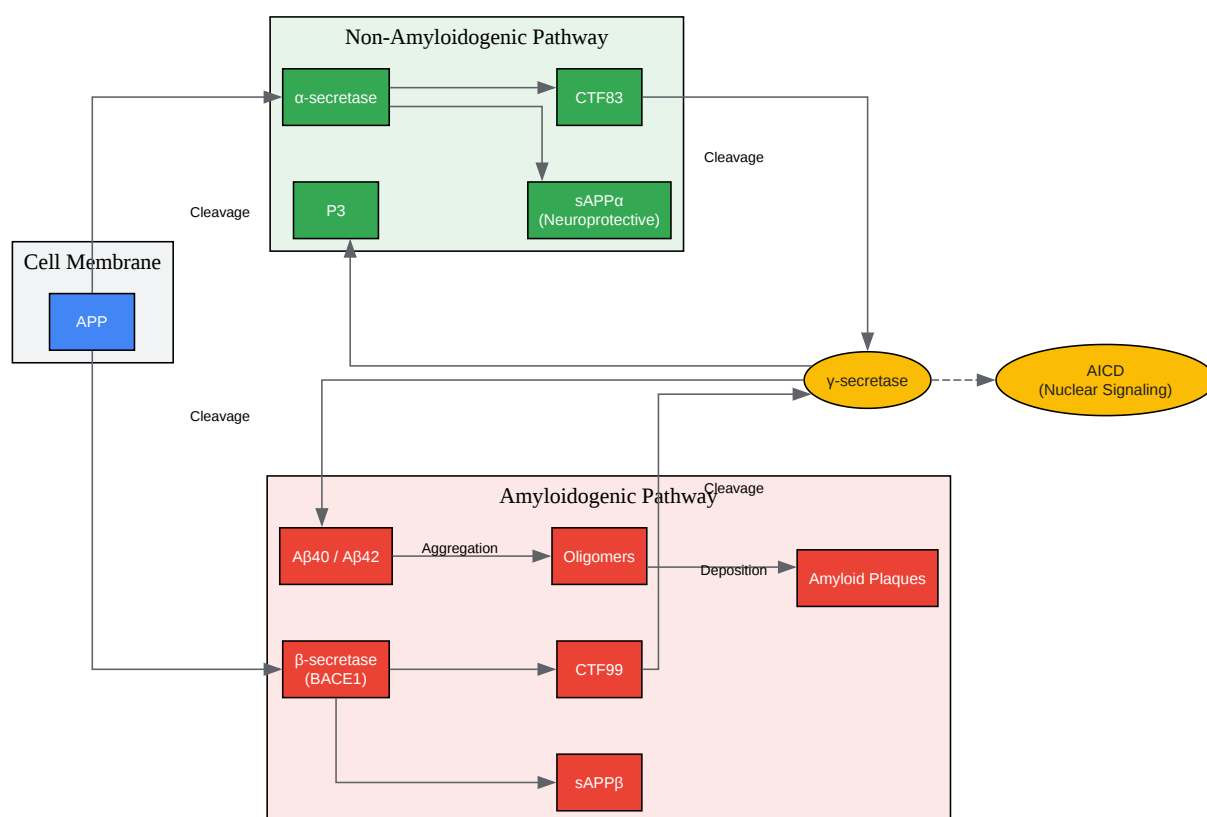 Non-Amyloidogenic Pathway
α-secretase
CTF83
Cleavage
P3
sAPPα
(Neuroprotective)
Cleavage
Cell Membrane
APP
γ-secretase
AICD
(Nuclear Signaling)
Cleavage
Amyloidogenic Pathway
Cleavage
Aβ40 / Aβ42
Aggregation
Oligomers
Deposition
Amyloid Plaques
β-secretase
(BACE1)
CTF99
sAPPβ